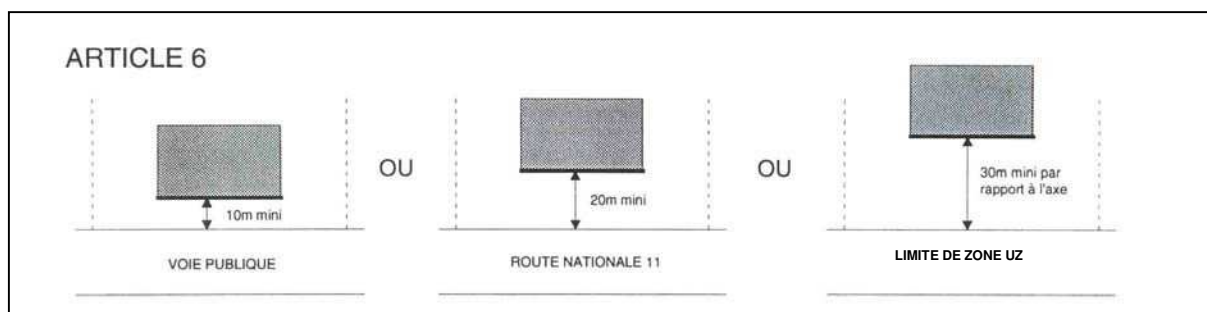 ARTICLE 6
10m mini
VOIE PUBLIQUE
OU
20m mini
ROUTE NATIONALE 11
OU
30m mini par
rapport à l'axe
LIMITE DE ZONE UZ